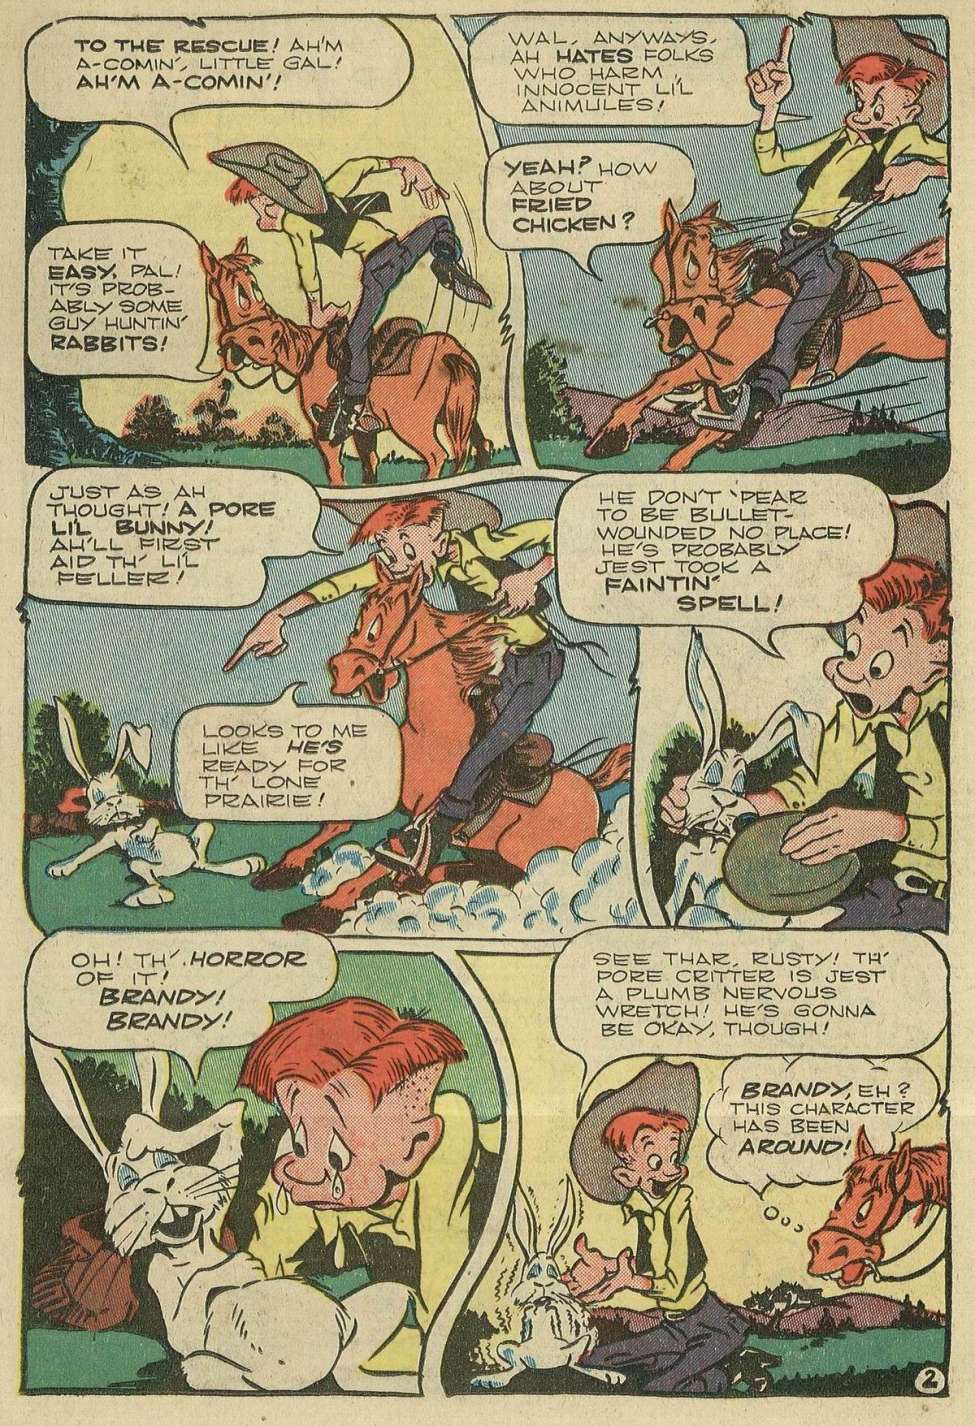 TO THE RESCUE! AH'M
A-COMIN', LITTLE GAL!
AH'M A-COMIN'!
TAKE IT
EASY, PAL!
IT'S PROB-
ABLY SOME
GUY HUNTIN'
RABBITS!
WAL, ANYWAYS,
AH HATES FOLKS
WHO HARM
INNOCENT LI'L
ANIMULES!
YEAH? HOW
ABOUT
FRIED
CHICKEN?
JUST AS AH
THOUGHT! A PORE
LI'L BUNNY!
AH'LL FIRST
AID TH' LI'L
FELLER!
LOOKS TO ME
LIKE HE'S
READY FOR
TH' LONE
PRAIRIE!
HE DON'T 'PEAR
TO BE BULLET-
WOUNDED NO PLACE!
HE'S PROBABLY
JEST TOOK A
FAINTIN'
SPELL!
OH! TH' HORROR
OF IT!
BRANDY!
BRANDY!
SEE THAR, RUSTY! TH'
PORE CRITTER IS JEST
A PLUMB NERVOUS
WRETCH! HE'S GONNA
BE OKAY, THOUGH!
BRANDY, EH?
THIS CHARACTER
HAS BEEN
AROUND!
2